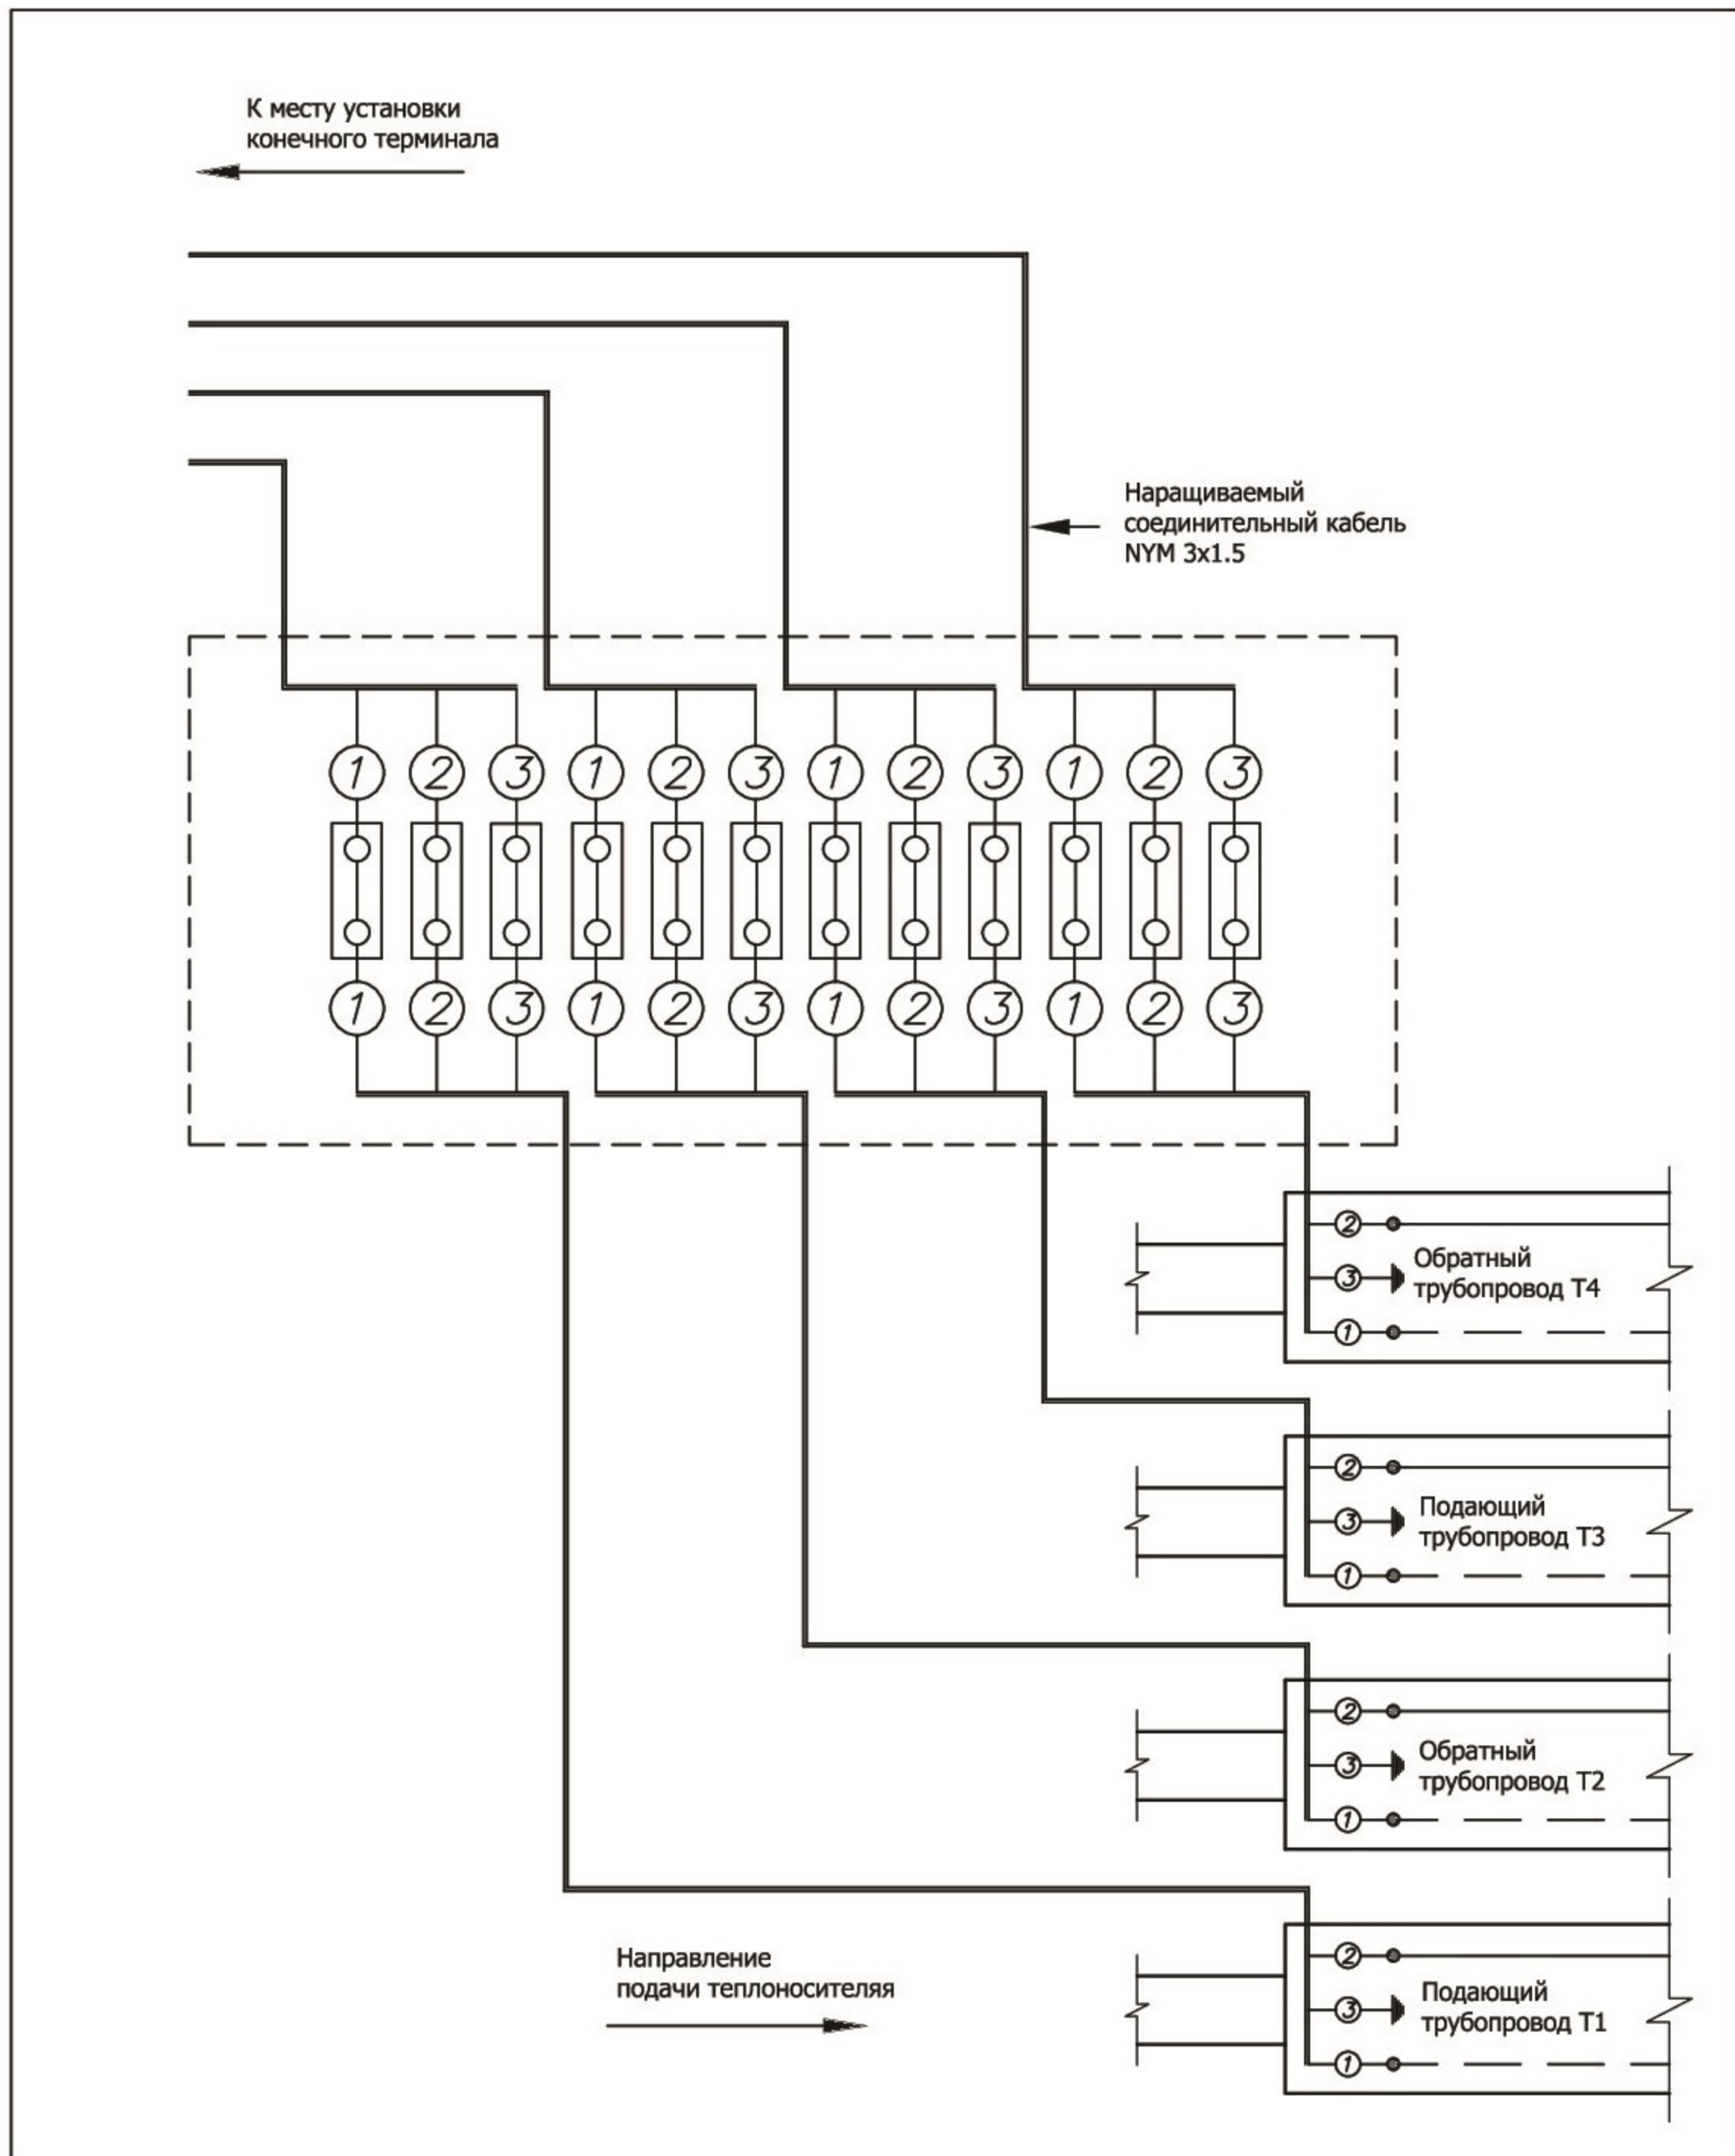 К месту установки
конечного терминала
Наращиваемый
соединительный кабель
NYM 3x1.5
1 2 3 1 2 3 1 2 3 1 2 3
1 2 3 1 2 3 1 2 3 1 2 3
2
Обратный
3
трубопровод Т4
1
2
Подающий
3
трубопровод Т3
1
2
Обратный
3
трубопровод Т2
1
Направление
подачи теплоносителяя
2
Подающий
3
трубопровод Т1
1